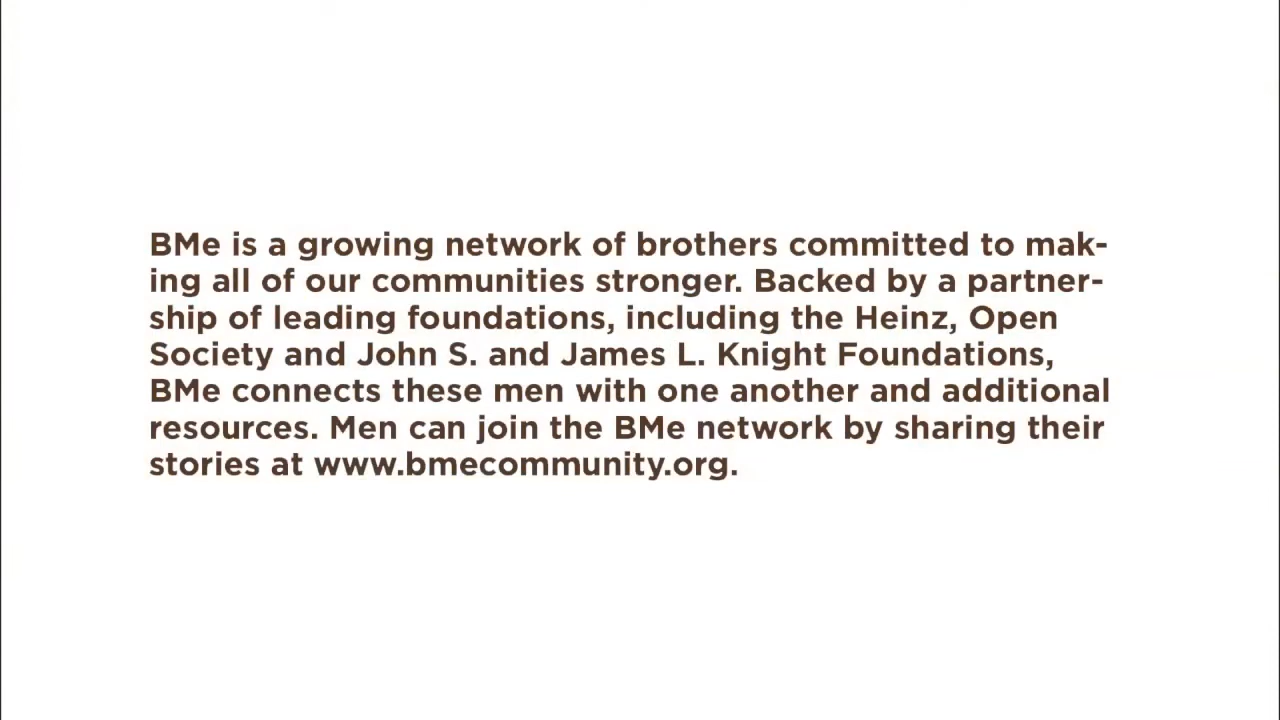 BMe is a growing network of brothers committed to mak-
ing all of our communities stronger. Backed by a partner-
ship of leading foundations, including the Heinz, Open
Society and John S. and James L. Knight Foundations,
BMe connects these men with one another and additional
resources. Men can join the BMe network by sharing their
stories at www.bmecommunity.org.